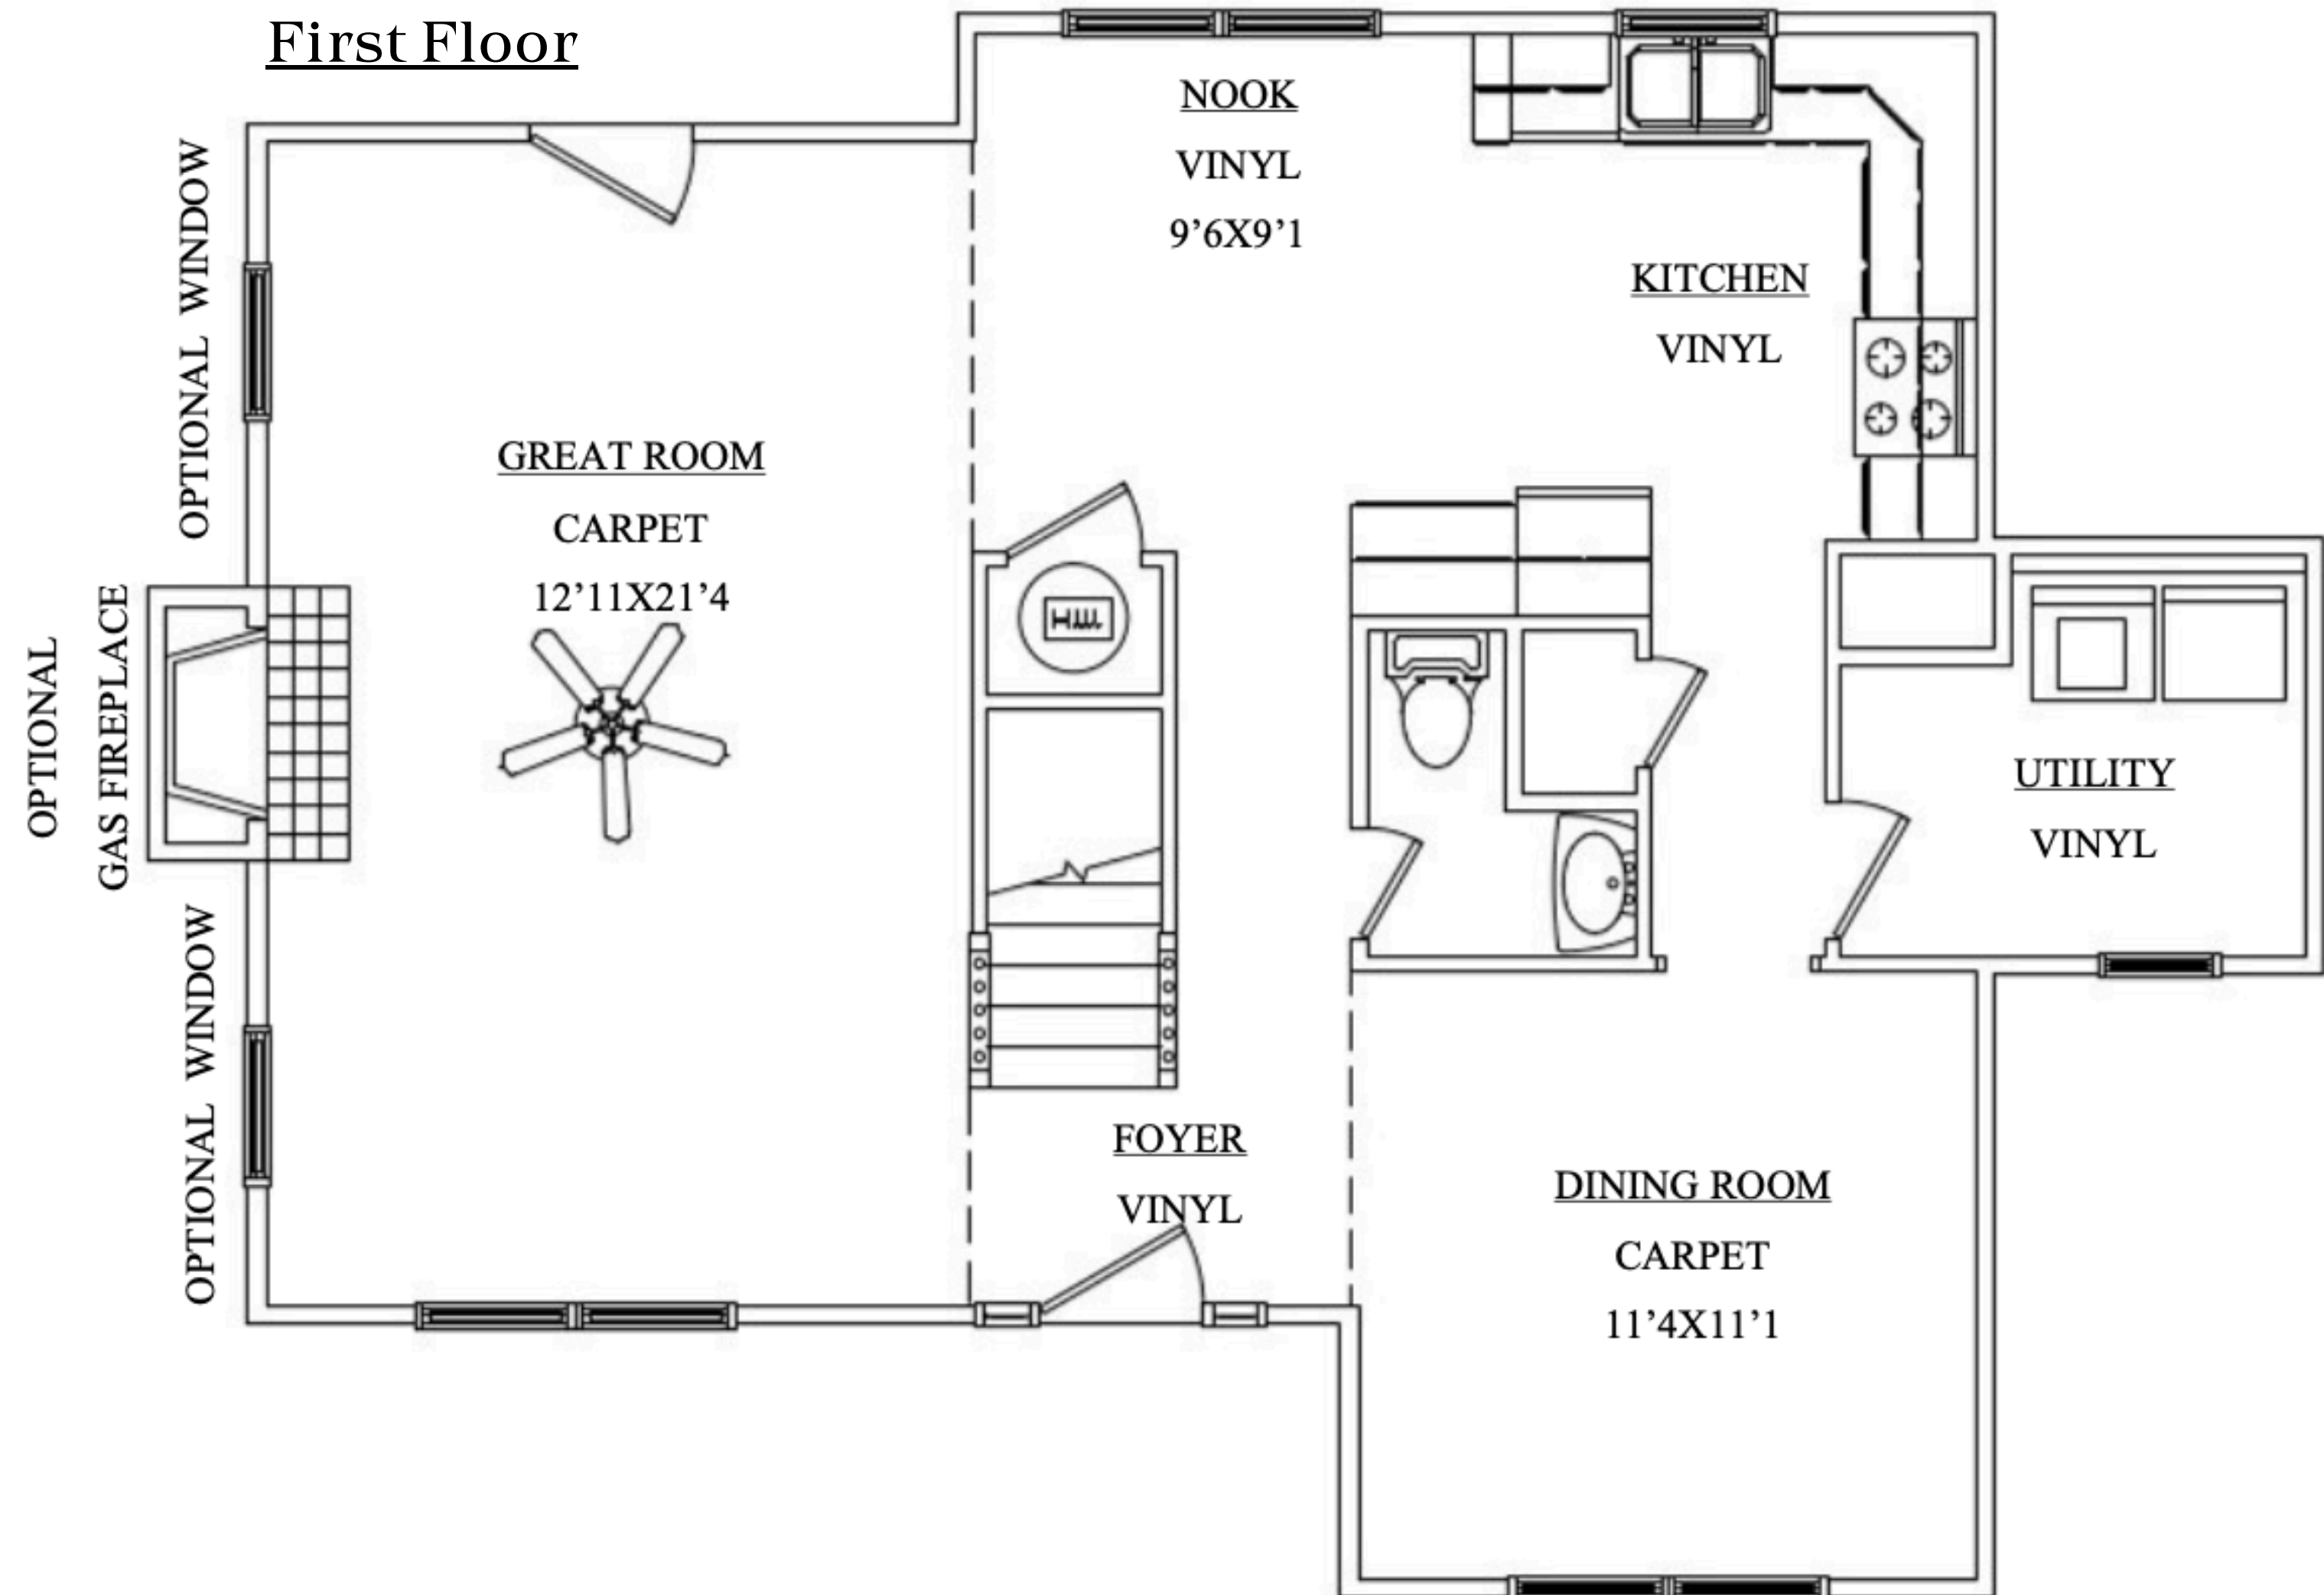 First Floor
NOOK
VINYL
9’6X9’1
KITCHEN
VINYL
OPTIONAL WINDOW
GREAT ROOM
CARPET
12’11X21’4
OPTIONAL
GAS FIREPLACE
UTILITY
VINYL
OPTIONAL WINDOW
FOYER
VINYL
DINING ROOM
CARPET
11’4X11’1